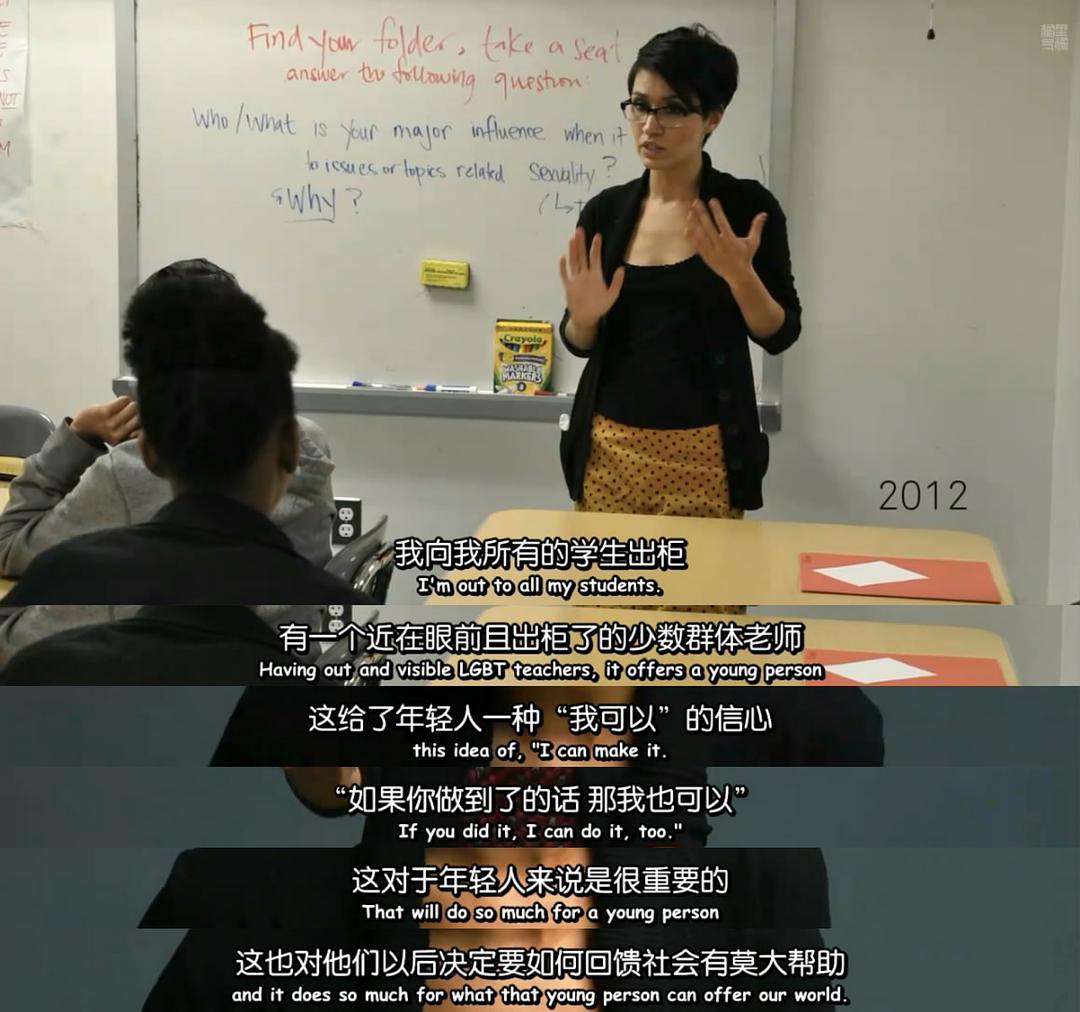 Find your folder, take a seat
answer the following question:
Who/What is your major influence when it
to issues or topics related sexuality?
& Why?
Crayola
WASHABLE
MARKERS
8
NOT
M
2012
我向我所有的学生出柜
I'm out to all my students.
有一个近在眼前且出柜了的少数群体老师
Having out and visible LGBT teachers, it offers a young person
这给了年轻人一种“我可以”的信心
this idea of, "I can make it.
“如果你做到了的话 那我也可以”
If you did it, I can do it, too."
这对于年轻人来说是很重要的
That will do so much for a young person
这也对他们以后决定要如何回馈社会有莫大帮助
and it does so much for what that young person can offer our world.